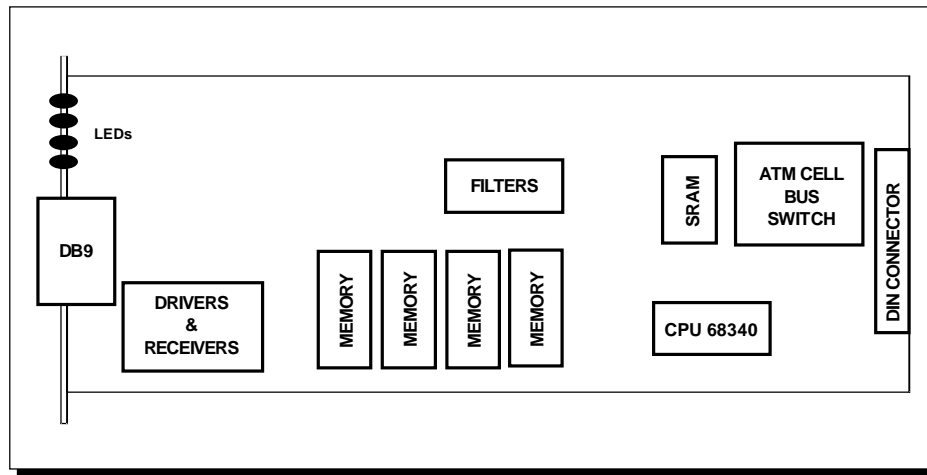 LEDs
FILTERS
SRAM
ATM CELL
BUS
SWITCH
DIN CONNECTOR
DB9
DRIVERS
&
RECEIVERS
MEMORY
MEMORY
MEMORY
MEMORY
CPU 68340